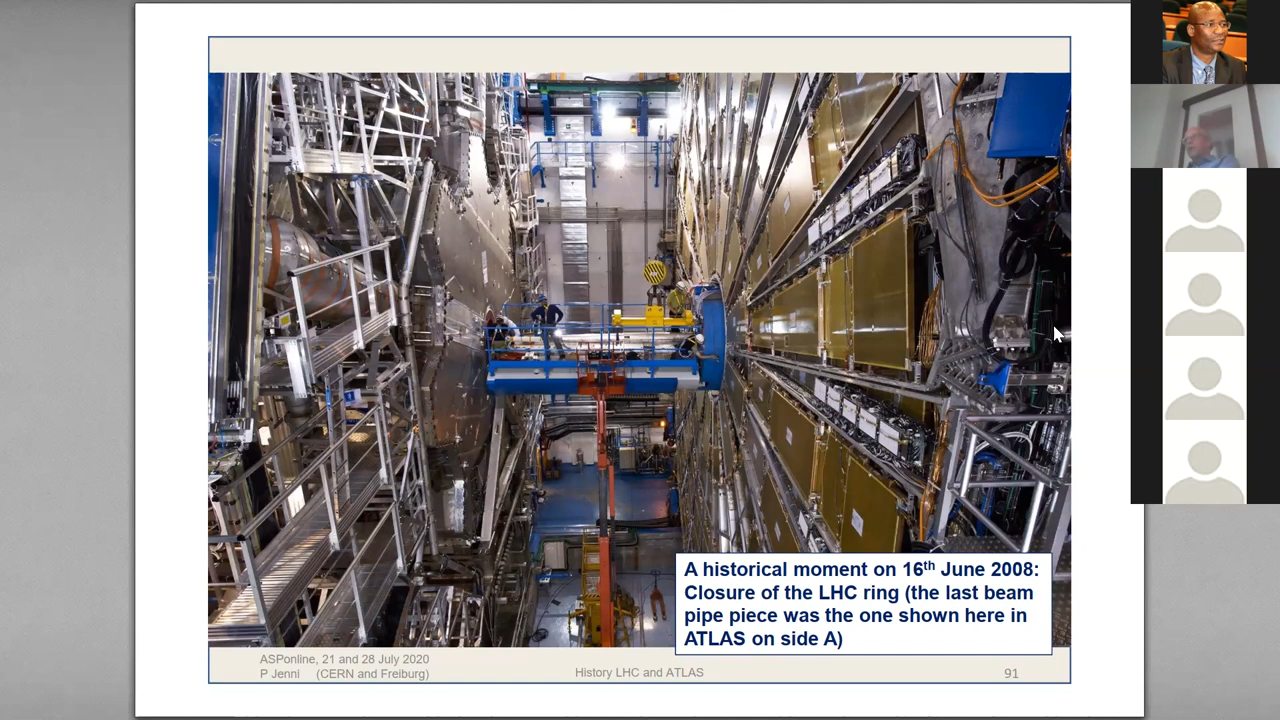 A historical moment on 16th June 2008:
Closure of the LHC ring (the last beam
pipe piece was the one shown here in
ATLAS on side A)
ASPonline, 21 and 28 July 2020
P Jenni (CERN and Freiburg)
History LHC and ATLAS
91